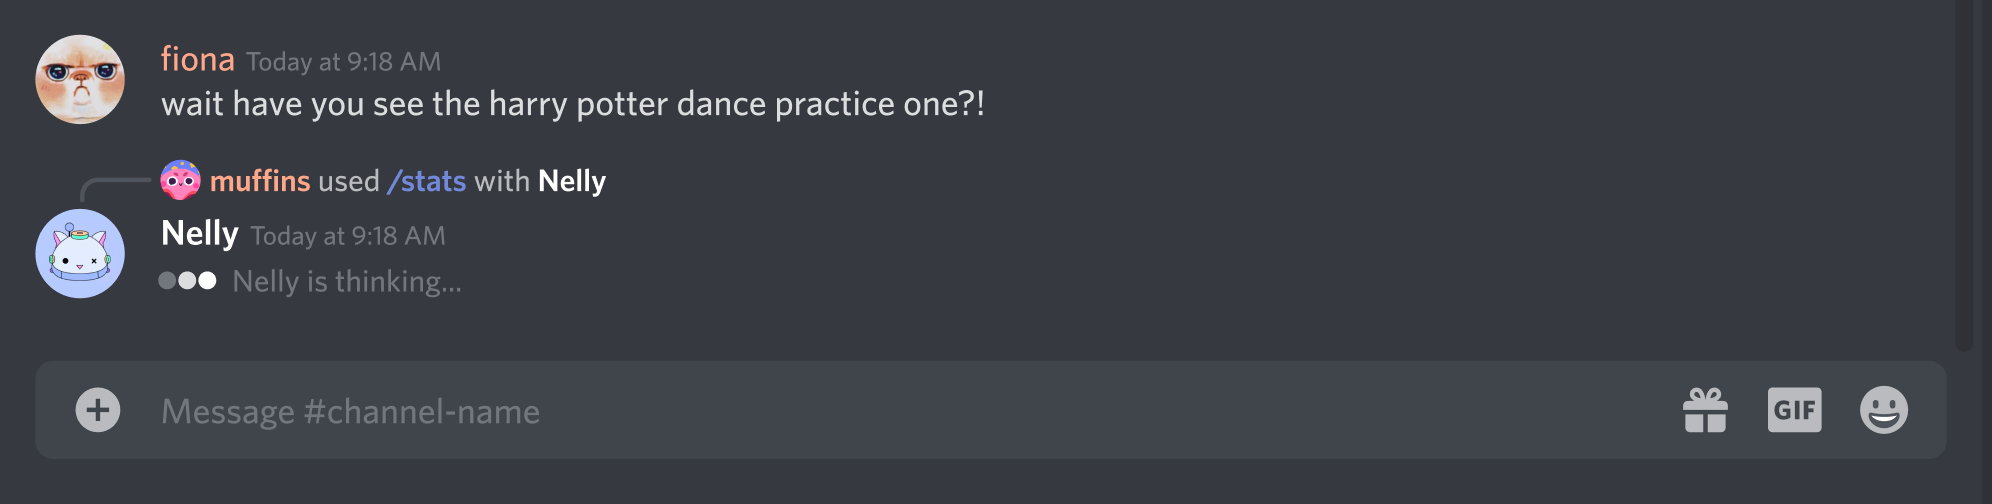 fiona Today at 9:18 AM
wait have you see the harry potter dance practice one?!
muffins used /stats with Nelly
Nelly Today at 9:18 AM
Nelly is thinking...
Message #channel-name
GIF